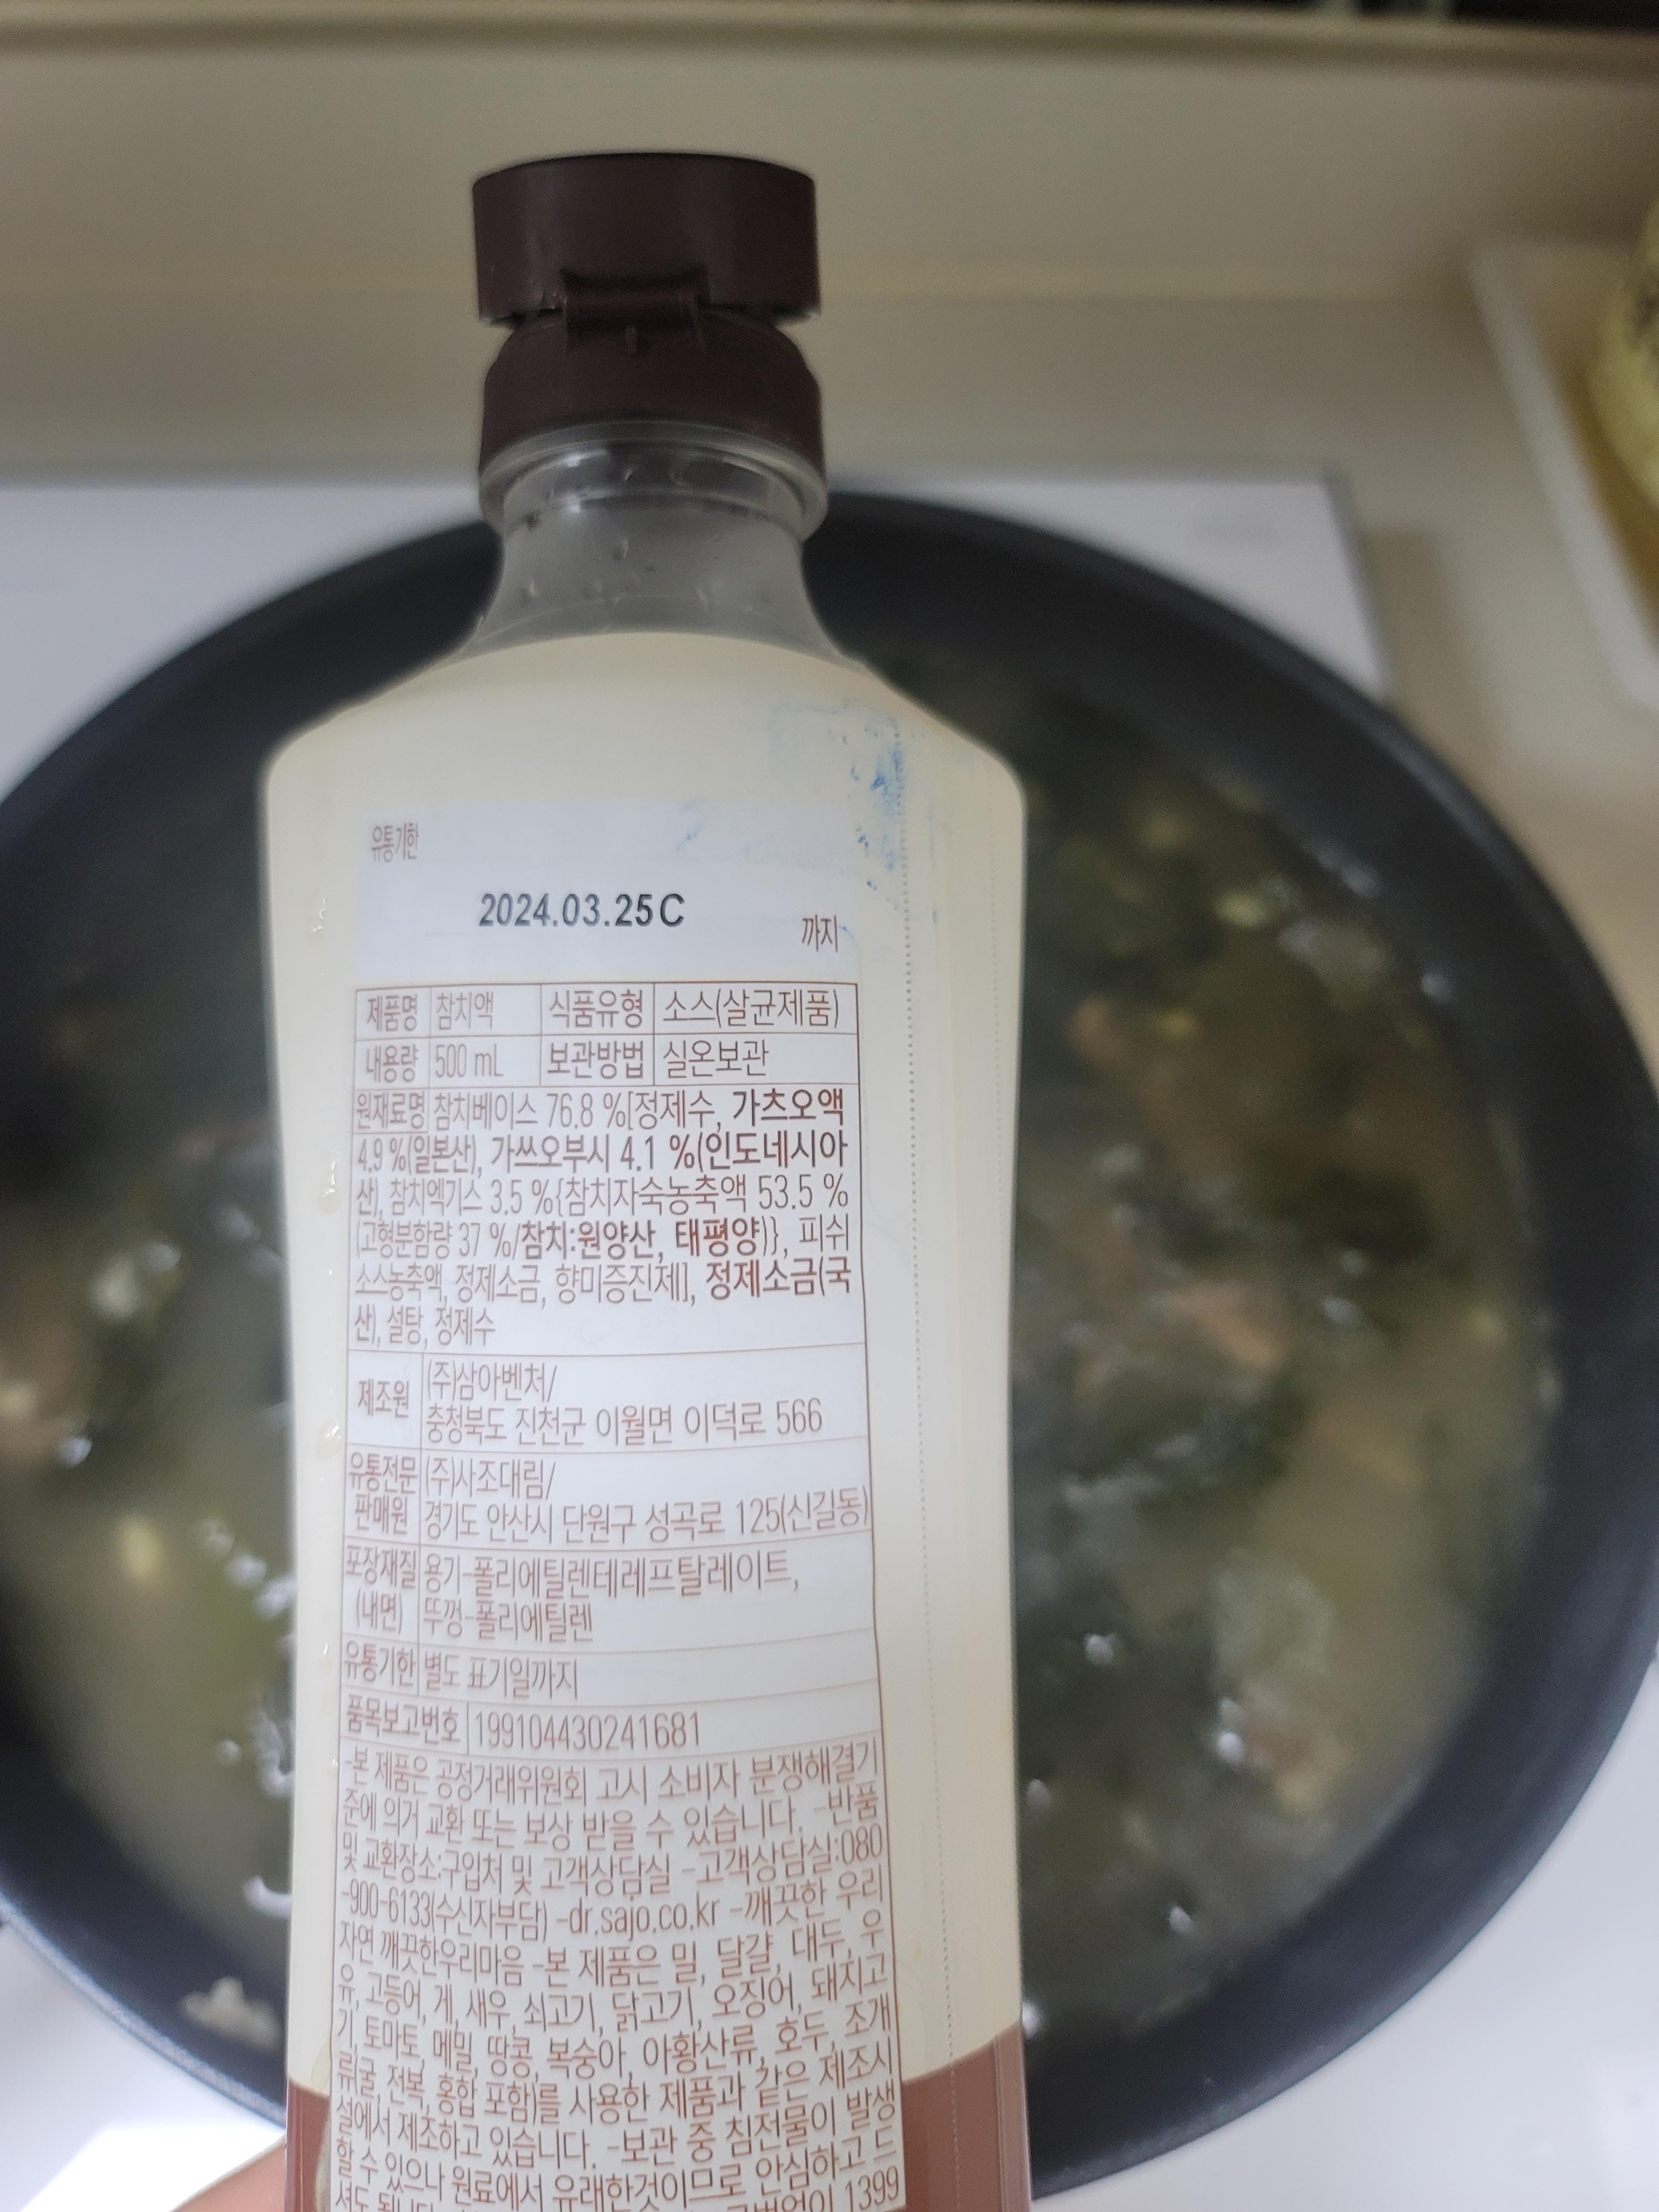 유통기한
2024.03.25C
까지
제품명 참치액 식품유형 소스(살균제품)
내용량 500 mL 보관방법 실온보관
원재료명 참치베이스 76.8 %[정제수, 가츠오액
4.9 %(일본산), 가쓰오부시 4.1 %(인도네시아
산), 참치엑기스 3.5 %{참치자숙농축액 53.5 %
(고형분함량 37 %/참치:원양산, 태평양)}, 피쉬
소스농축액, 정제소금, 향미증진제], 정제소금(국
산), 설탕, 정제수
제조원 (주)삼아벤처/
충청북도 진천군 이월면 이덕로 566
유통전문 (주)사조대림/
판매원 경기도 안산시 단원구 성곡로 125(신길동)
포장재질 용기-폴리에틸렌테레프탈레이트,
(내면) 뚜껑-폴리에틸렌
유통기한 별도 표기일까지
품목보고번호 199104430241681
-본 제품은 공정거래위원회 고시 소비자 분쟁해결기
준에 의거 교환 또는 보상 받을 수 있습니다. -반품
및 교환장소:구입처 및 고객상담실 -고객상담실:080
-900-6133(수신자부담) -dr.sajo.co.kr -깨끗한 우리
자연 깨끗한우리마음 -본 제품은 밀, 달걀, 대두, 우
유, 고등어, 게, 새우, 쇠고기, 닭고기, 오징어, 돼지고
기, 토마토, 메밀, 땅콩, 복숭아, 아황산류, 호두, 조개
류(굴, 전복, 홍합 포함)를 사용한 제품과 같은 제조시
설에서 제조하고 있습니다. -보관 중 침전물이 발생
할 수 있으나 원료에서 유래한것이므로 안심하고 드
셔도 1399